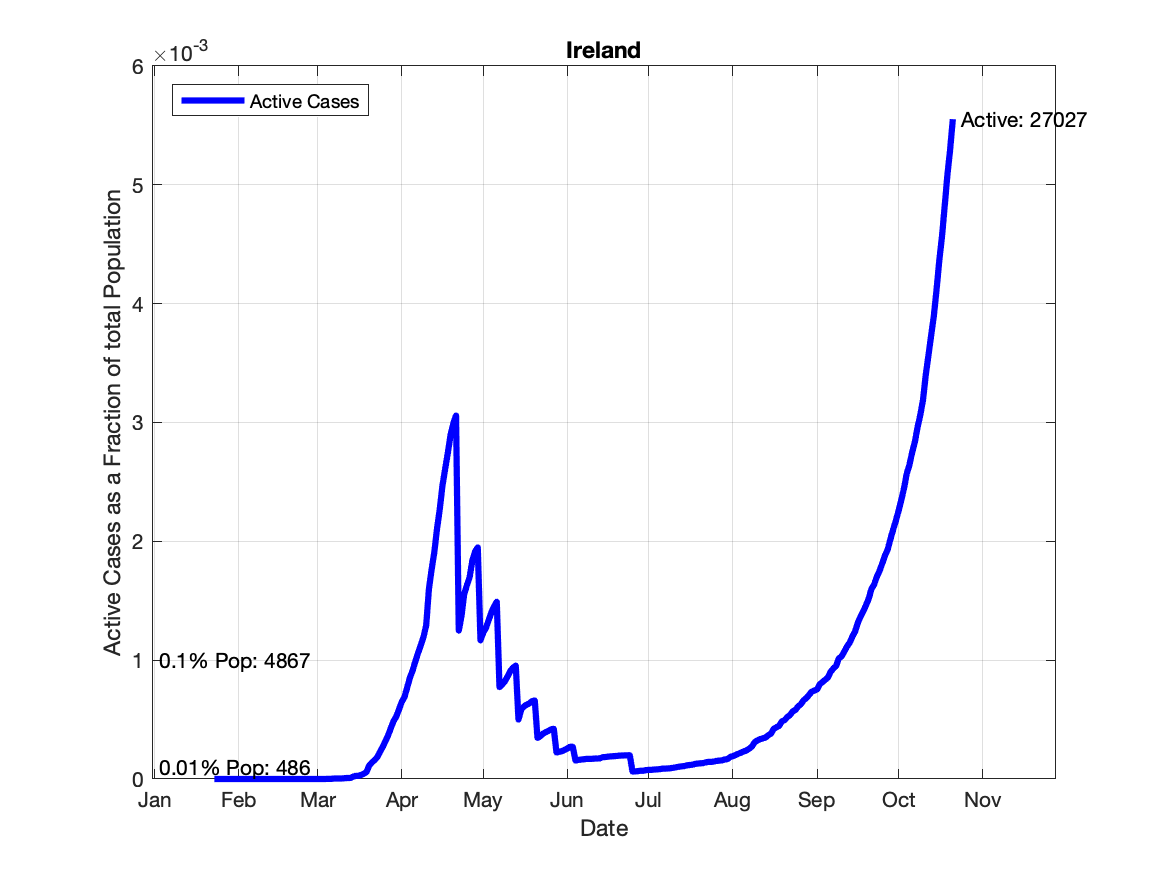 Ireland
×10-3
6
5
4
3
2
1
0
Active Cases
Active: 27027
0.1% Pop: 4867
0.01% Pop: 486
Active Cases as a Fraction of total Population
Jan Feb Mar Apr May Jun Jul Aug Sep Oct Nov
Date